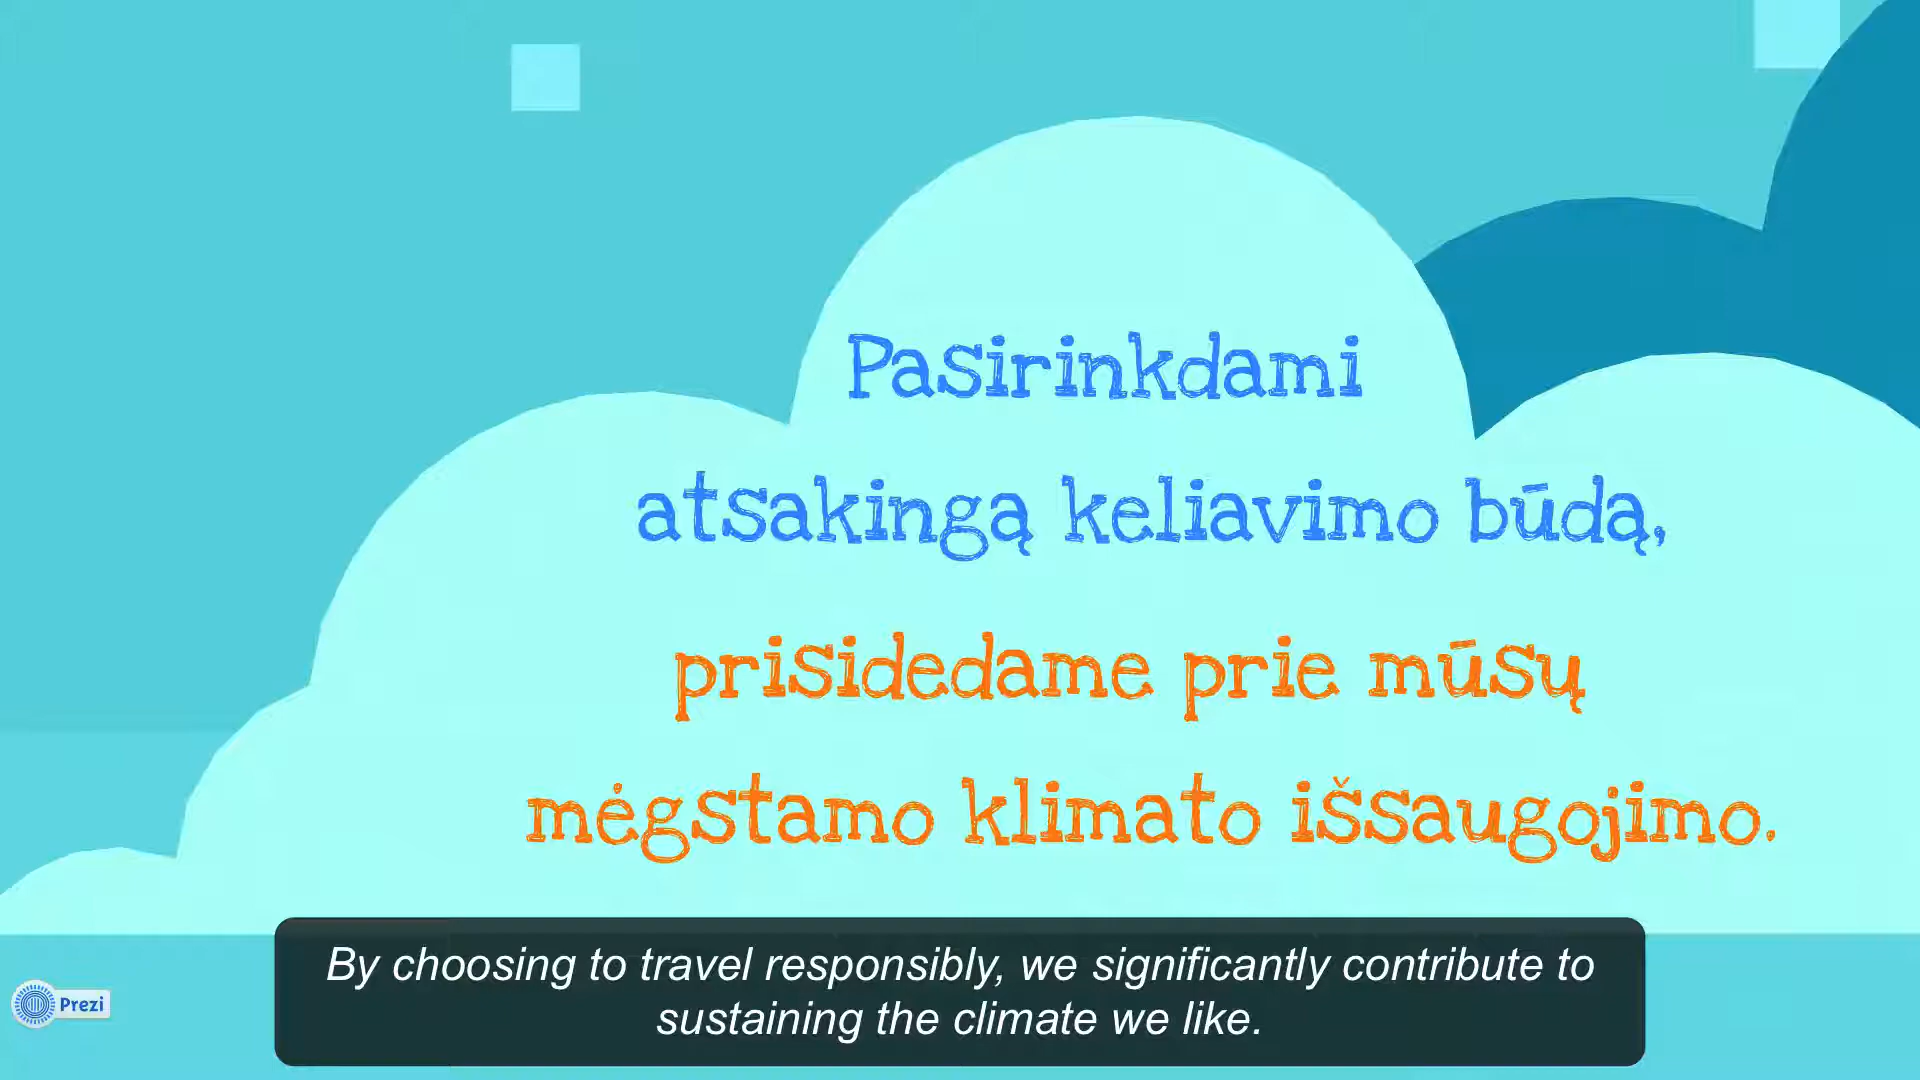 Pasirinkdami
atsakingą keliavimo būdą,
prisidedame prie mūsų
mėgstamo klimato išsaugojimo.
By choosing to travel responsibly, we significantly contribute to
sustaining the climate we like.
Prezi